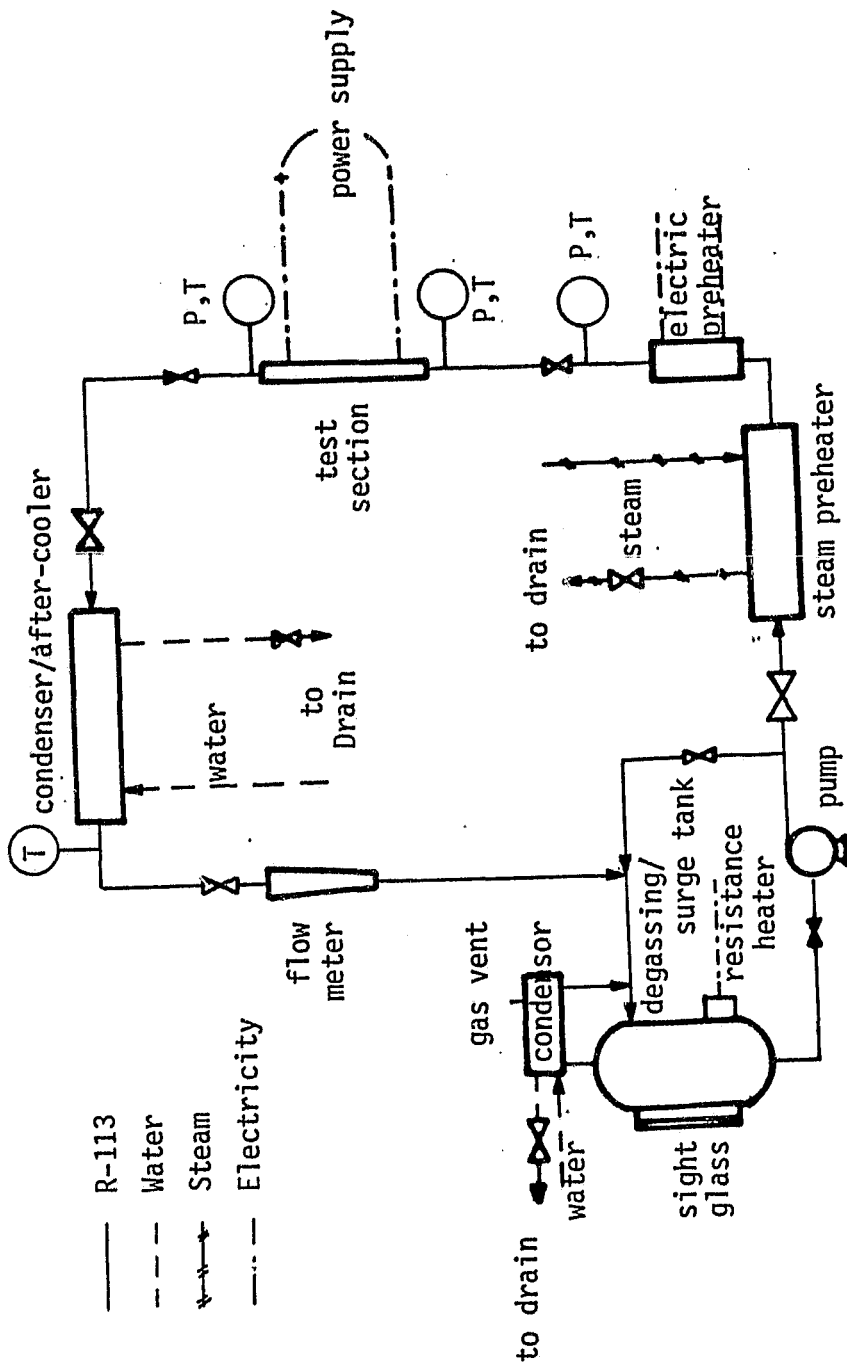 R-113
Water
Steam
Electricity
T
condenser/after-cooler
water
to
Drain
flow
meter
P,T
test
section
power supply
P,T
P,T
electric
preheater
to drain
steam
steam preheater
gas vent
condensor
to drain
water
degassing/
surge tank
resistance
heater
sight
glass
pump